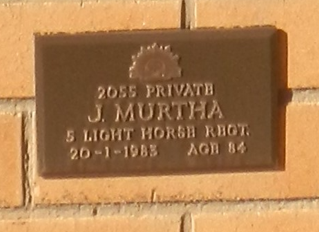 2055 PRIVATE
J. MURTHA
5 LIGHT HORSE REGT.
20-1-1983 AGE 84